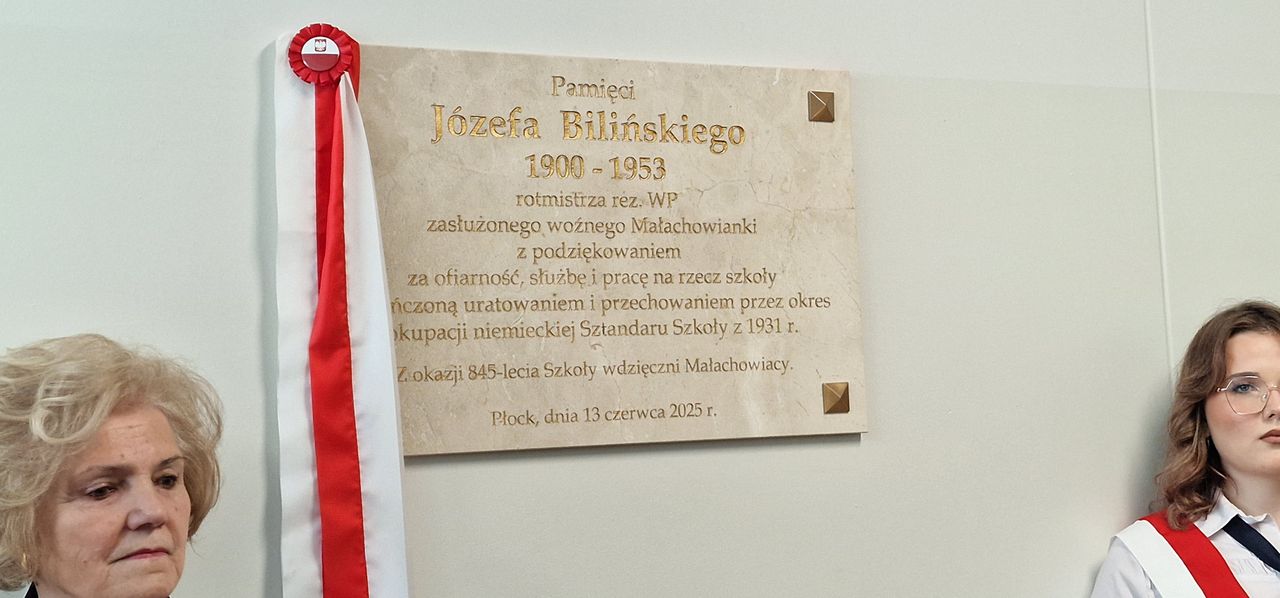 Pamięci
Józefa Bilińskiego
1900 - 1953
rotmistrza rez. WP
zasłużonego woźnego Małachowianki
z podziękowaniem
za ofiarność, służbę i pracę na rzecz szkoły
uratowaniem i przechowaniem przez okres
okupacji niemieckiej Sztandaru Szkoły z 1931 r.
Z okazji 845-lecia Szkoły wdzięczni Małachowiacy.
Płock, dnia 13 czerwca 2025 r.